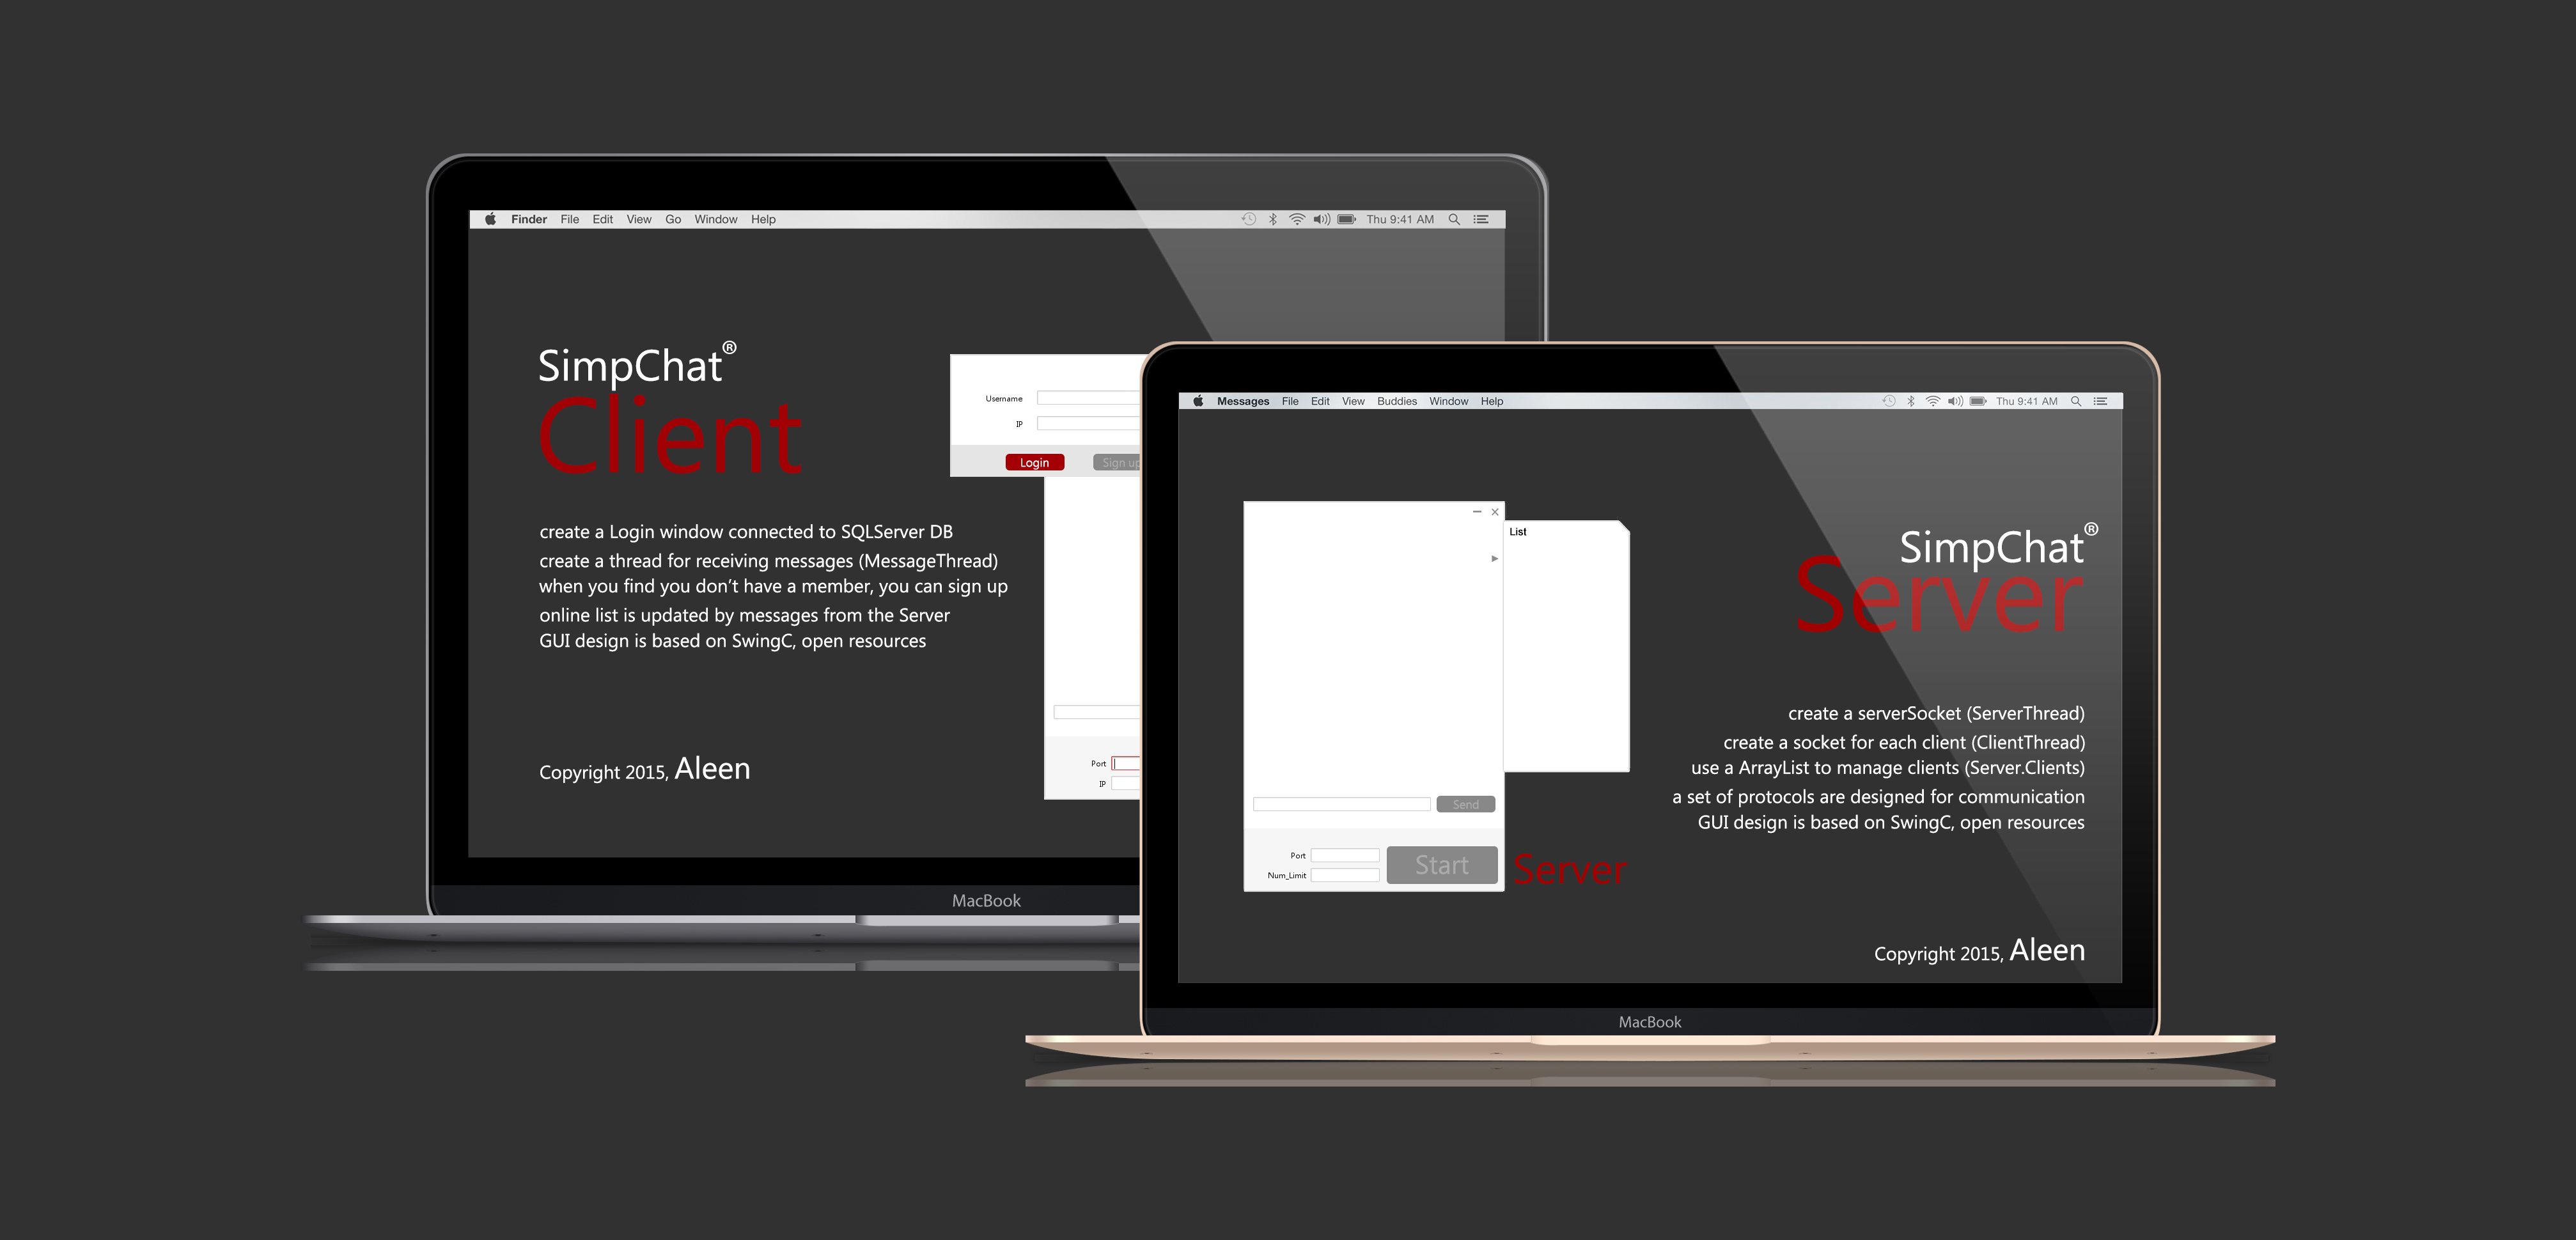 Finder File Edit View Go Window Help Thu 9:41 AM
SimpChat®
Client
create a Login window connected to SQLServer DB
create a thread for receiving messages (MessageThread)
when you find you don't have a member, you can sign up
online list is updated by messages from the Server
GUI design is based on SwingC, open resources
Copyright 2015, Aleen
Username
IP
Login Sign up
Port
IP
MacBook
Messages File Edit View Buddies Window Help Thu 9:41 AM
List
Send
Port
Num_Limit
Start
Server
SimpChat®
Server
create a serverSocket (ServerThread)
create a socket for each client (ClientThread)
use a ArrayList to manage clients (Server.Clients)
a set of protocols are designed for communication
GUI design is based on SwingC, open resources
Copyright 2015, Aleen
MacBook